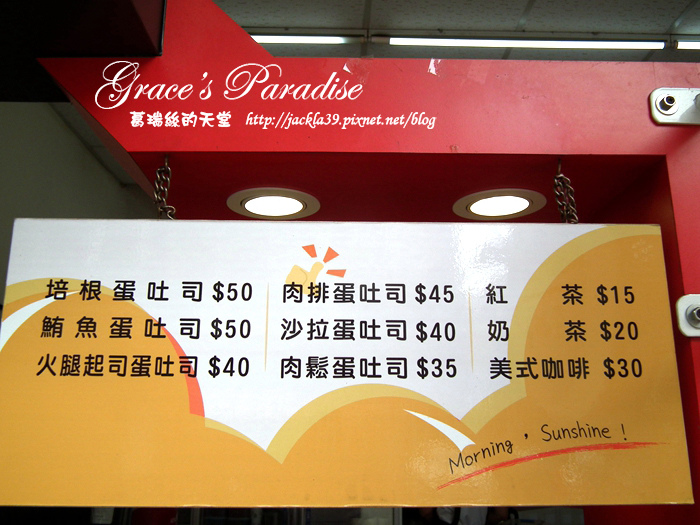 Grace's Paradise
葛瑞絲的天堂 http://jackla39.pixnet.net/blog
培根蛋吐司 $50 肉排蛋吐司 $45 紅茶 $15
鮪魚蛋吐司 $50 沙拉蛋吐司 $40 奶茶 $20
火腿起司蛋吐司 $40 肉鬆蛋吐司 $35 美式咖啡 $30
Morning , Sunshine !